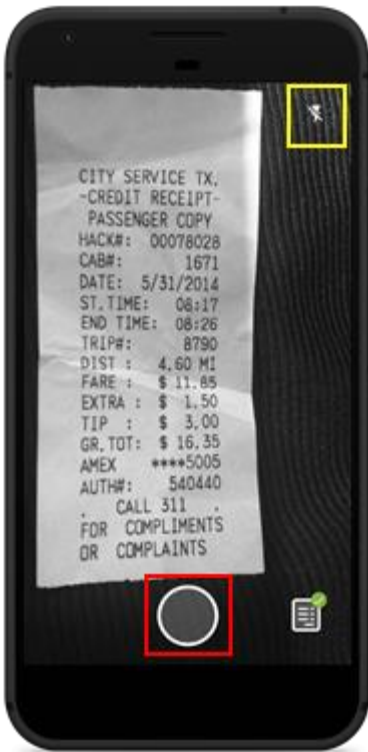 CITY SERVICE TX.
-CREDIT RECEIPT-
PASSENGER COPY
HACK#: 00078028
CAB#: 1671
DATE: 5/31/2014
ST.TIME: 08:17
END TIME: 08:26
TRIP#: 8790
DIST : 4.60 MI
FARE : $ 11.85
EXTRA : $ 1.50
TIP : $ 3.00
GR.TOT: $ 16.35
AMEX ****5005
AUTH#: 540440
. CALL 311 .
FOR COMPLIMENTS
OR COMPLAINTS